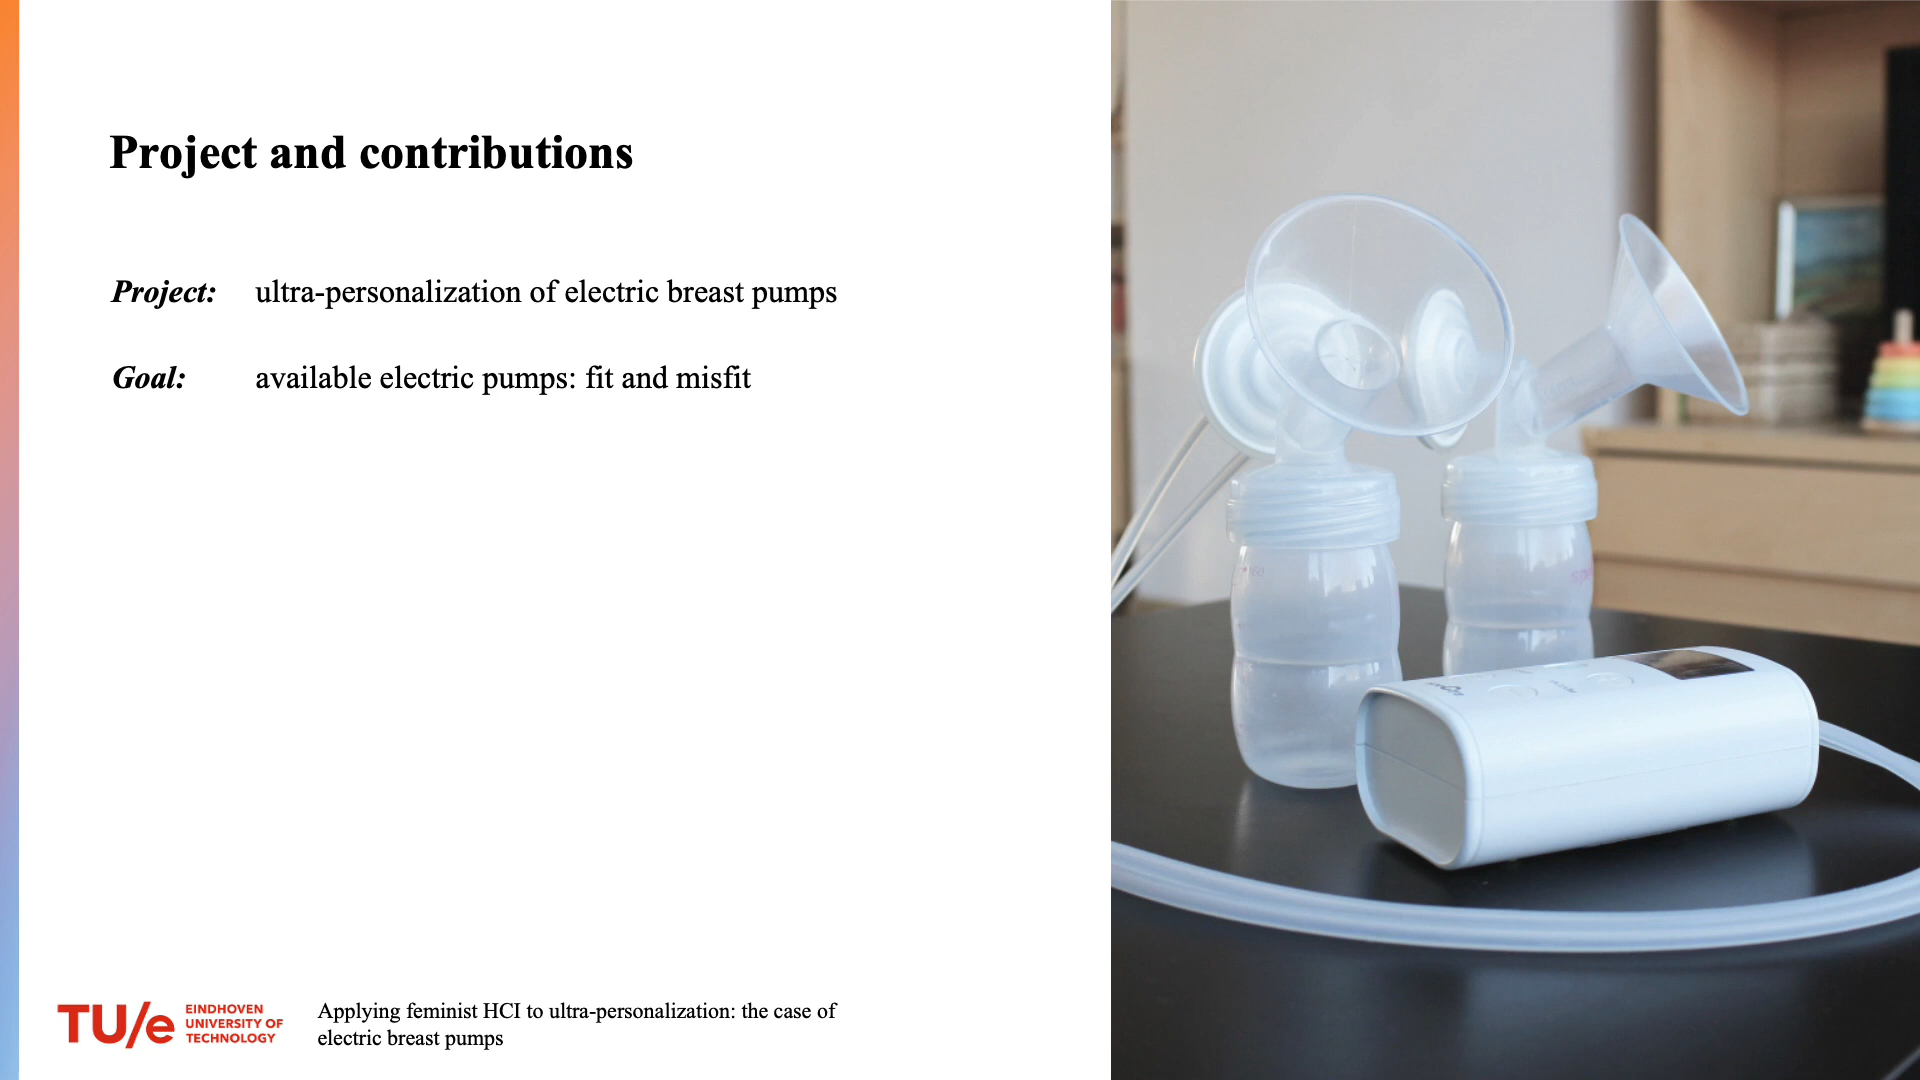 Project and contributions
Project: ultra-personalization of electric breast pumps
Goal: available electric pumps: fit and misfit
TU/e EINDHOVEN
UNIVERSITY OF
TECHNOLOGY
Applying feminist HCI to ultra-personalization: the case of
electric breast pumps